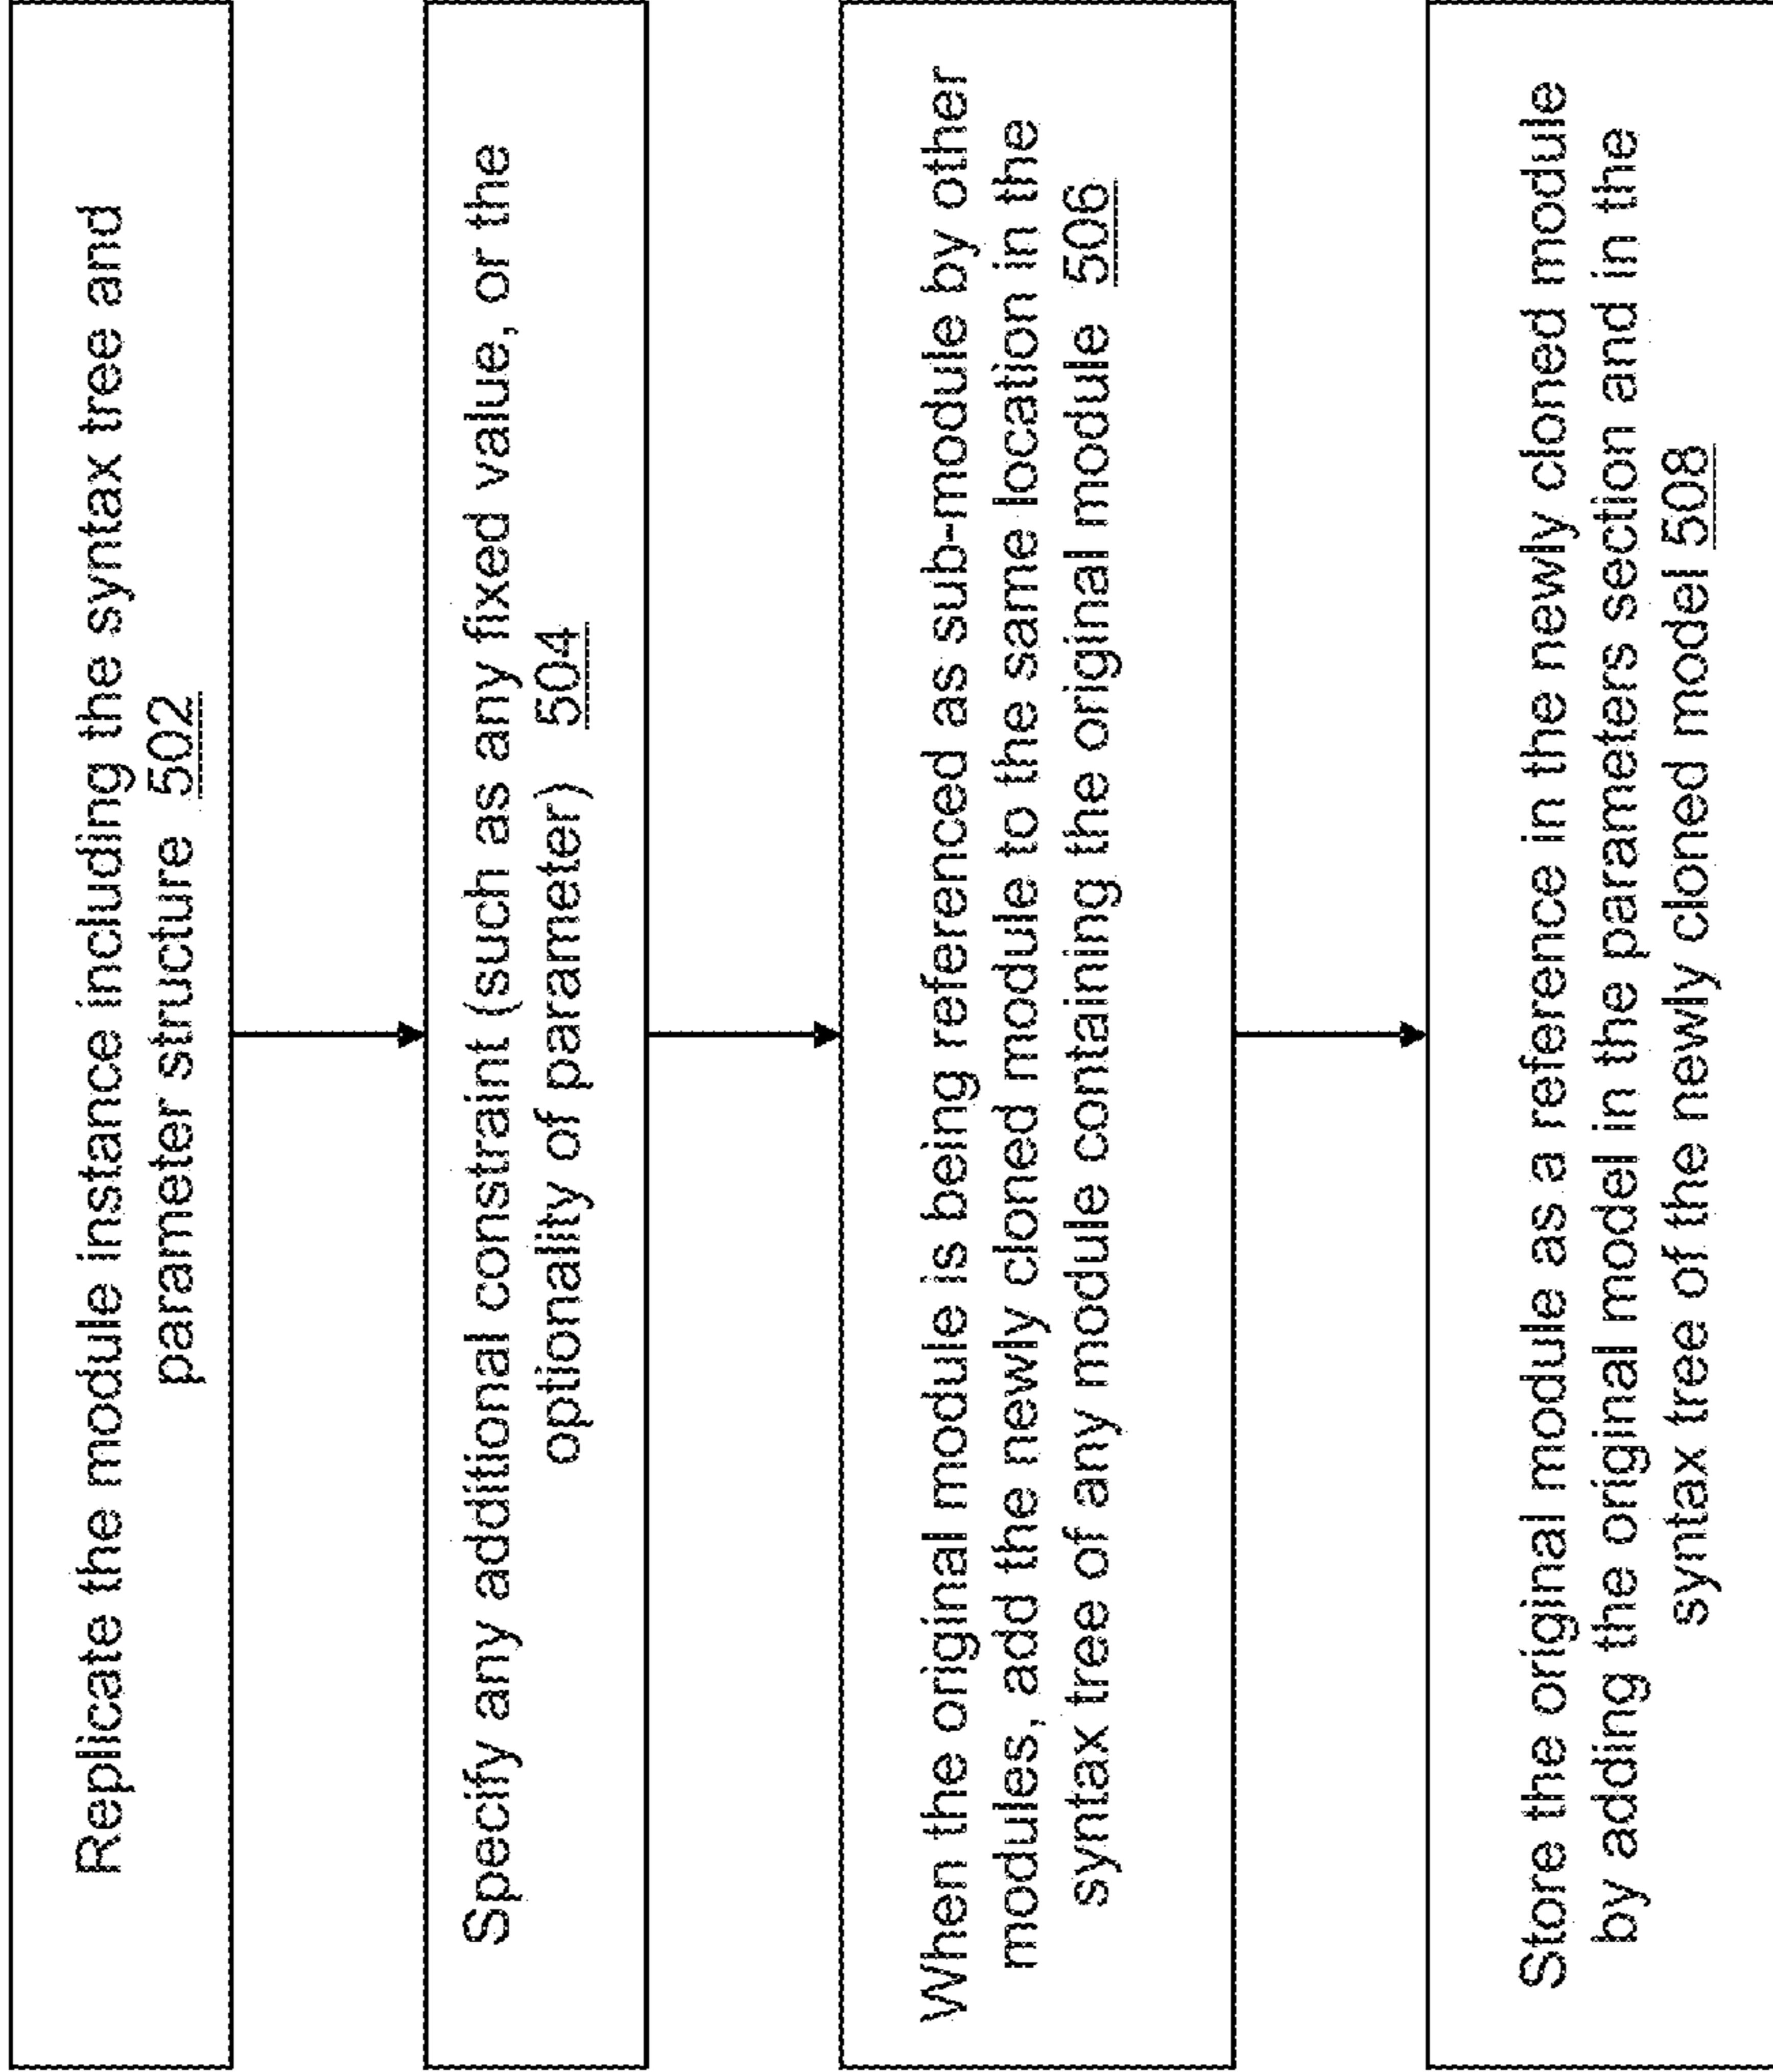 Replicate the module instance including the syntax tree and
parameter structure 502
Specify any additional constraint (such as any fixed value, or the
optionality of parameter) 504
When the original module is being referenced as sub-module by other
modules, add the newly cloned module to the same location in the
syntax tree of any module containing the original module 506
Store the original module as a reference in the newly cloned module
by adding the original model in the parameters section and in the
syntax tree of the newly cloned model 508